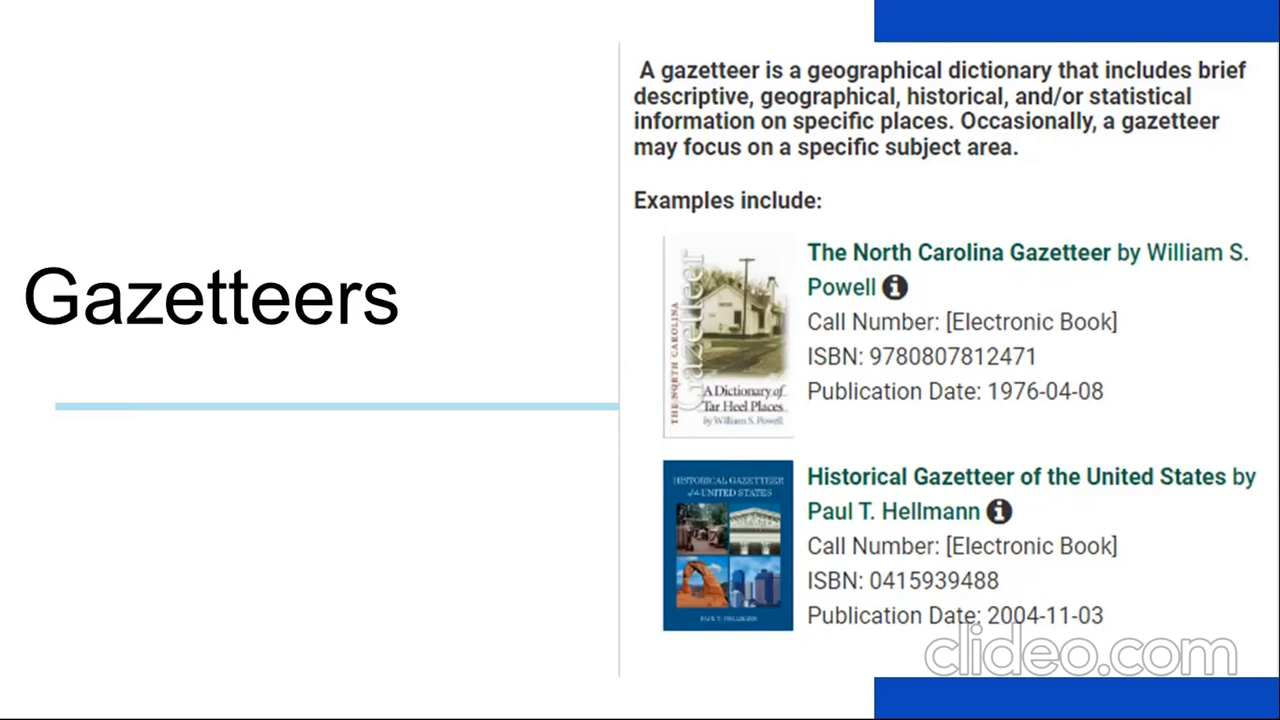 Gazetteers
A gazetteer is a geographical dictionary that includes brief
descriptive, geographical, historical, and/or statistical
information on specific places. Occasionally, a gazetteer
may focus on a specific subject area.
Examples include:
THE NORTH CAROLINA
Gazetteer
A Dictionary of
Tar Heel Places
by William S. Powell
The North Carolina Gazetteer by William S.
Powell
Call Number: [Electronic Book]
ISBN: 9780807812471
Publication Date: 1976-04-08
HISTORICAL GAZETTEER
of the UNITED STATES
PAUL T. HELLMANN
Historical Gazetteer of the United States by
Paul T. Hellmann
Call Number: [Electronic Book]
ISBN: 0415939488
Publication Date: 2004-11-03
clideo.com